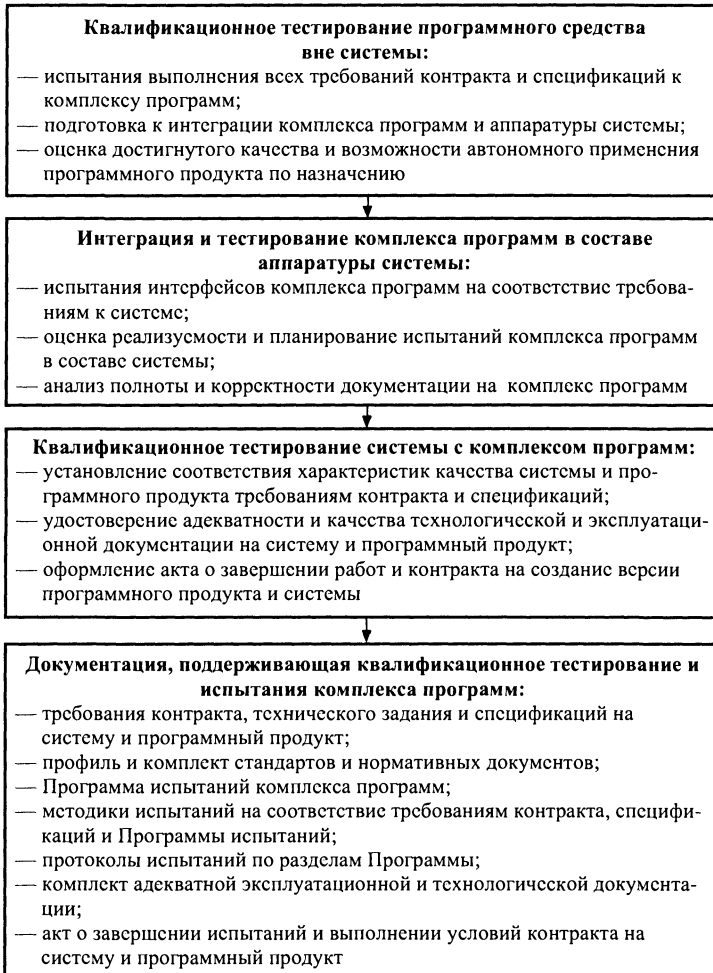 Квалификационное тестирование программного средства
вне системы:
— испытания выполнения всех требований контракта и спецификаций к
комплексу программ;
— подготовка к интеграции комплекса программ и аппаратуры системы;
— оценка достигнутого качества и возможности автономного применения
программного продукта по назначению
Интеграция и тестирование комплекса программ в составе
аппаратуры системы:
— испытания интерфейсов комплекса программ на соответствие требова-
ниям к системе;
— оценка реализуемости и планирование испытаний комплекса программ
в составе системы;
— анализ полноты и корректности документации на комплекс программ
Квалификационное тестирование системы с комплексом программ:
— установление соответствия характеристик качества системы и про-
граммного продукта требованиям контракта и спецификаций;
— удостоверение адекватности и качества технологической и эксплуатаци-
онной документации на систему и программный продукт;
— оформление акта о завершении работ и контракта на создание версии
программного продукта и системы
Документация, поддерживающая квалификационное тестирование и
испытания комплекса программ:
— требования контракта, технического задания и спецификаций на
систему и программный продукт;
— профиль и комплект стандартов и нормативных документов;
— Программа испытаний комплекса программ;
— методики испытаний на соответствие требованиям контракта, специфи-
каций и Программы испытаний;
— протоколы испытаний по разделам Программы;
— комплект адекватной эксплуатационной и технологической документа-
ции;
— акт о завершении испытаний и выполнении условий контракта на
систему и программный продукт